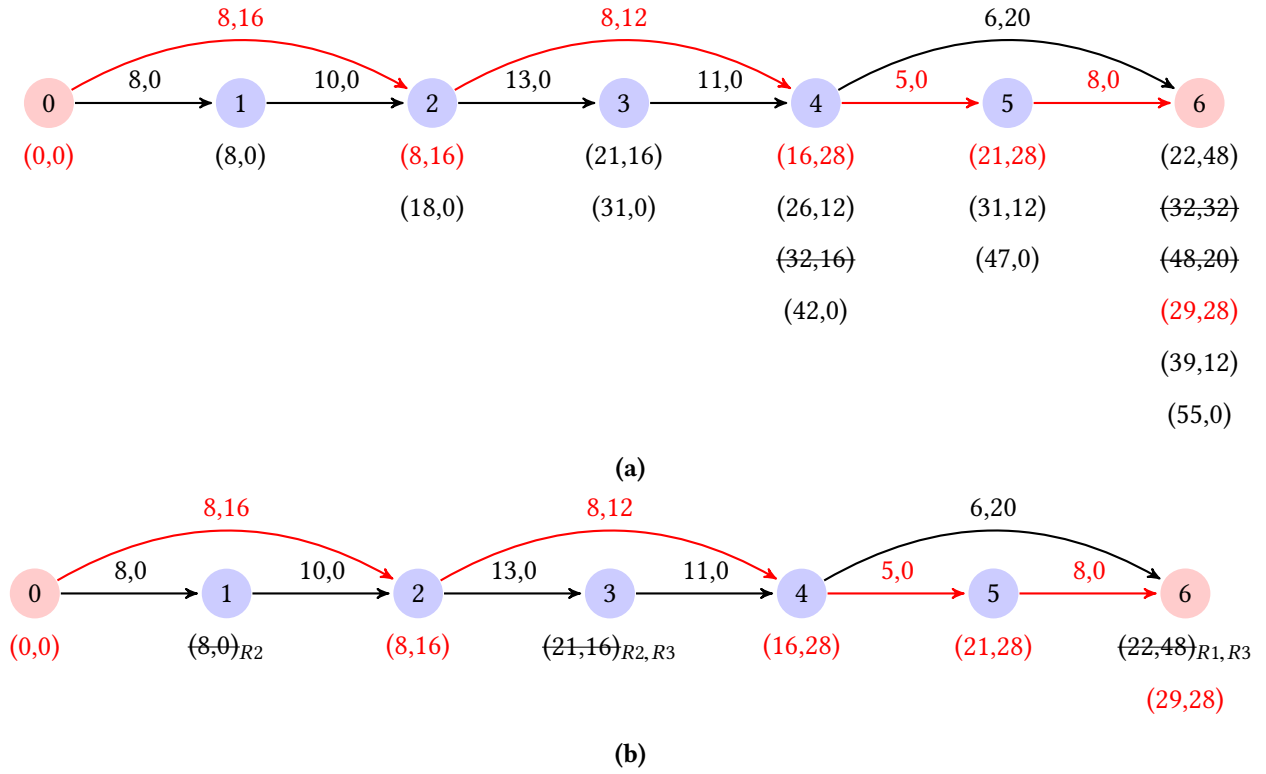 8,16 8,12 6,20
8,0 10,0 13,0 11,0 5,0 8,0
0 1 2 3 4 5 6
(0,0) (8,0) (8,16) (21,16) (16,28) (21,28) (22,48)
(18,0) (31,0) (26,12) (31,12) (32,32)
(32,16) (47,0) (48,20)
(42,0) (29,28)
(39,12)
(55,0)
(a)
8,16 8,12 6,20
8,0 10,0 13,0 11,0 5,0 8,0
0 1 2 3 4 5 6
(0,0) (8,0)R2 (8,16) (21,16)R2,R3 (16,28) (21,28) (22,48)R1,R3
(29,28)
(b)